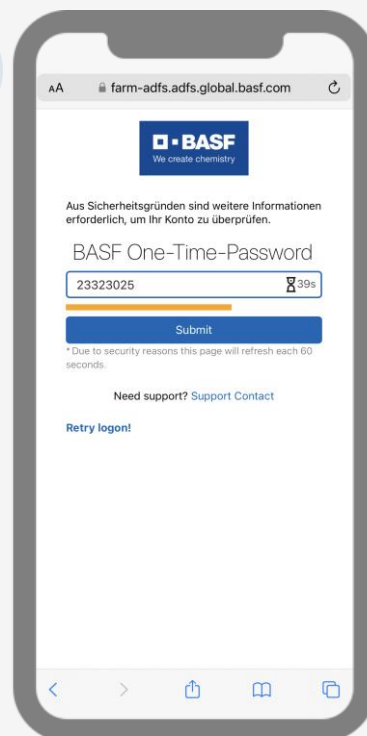 AA farm-adfs.adfs.global.basf.com
BASF
We create chemistry
Aus Sicherheitsgründen sind weitere Informationen
erforderlich, um Ihr Konto zu überprüfen.
BASF One-Time-Password
23323025 39s
Submit
* Due to security reasons this page will refresh each 60
seconds.
Need support? Support Contact
Retry logon!